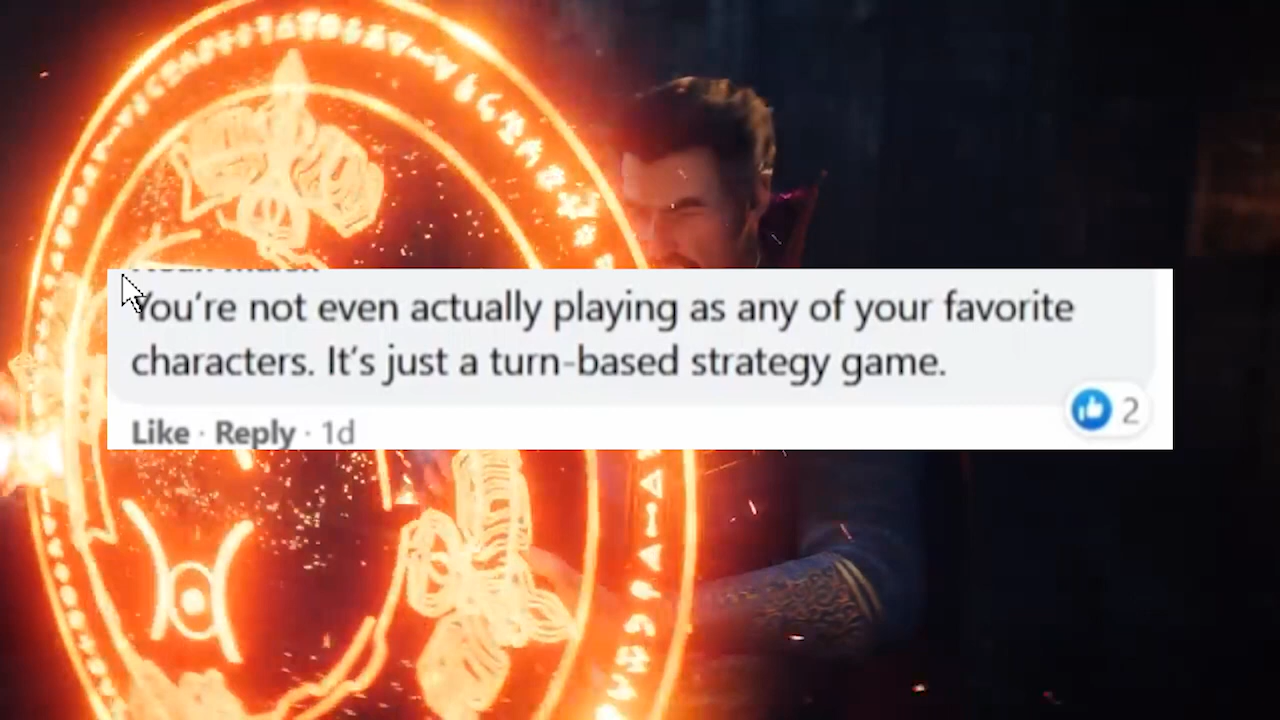 You're not even actually playing as any of your favorite
characters. It's just a turn-based strategy game.
Like · Reply · 1d
2